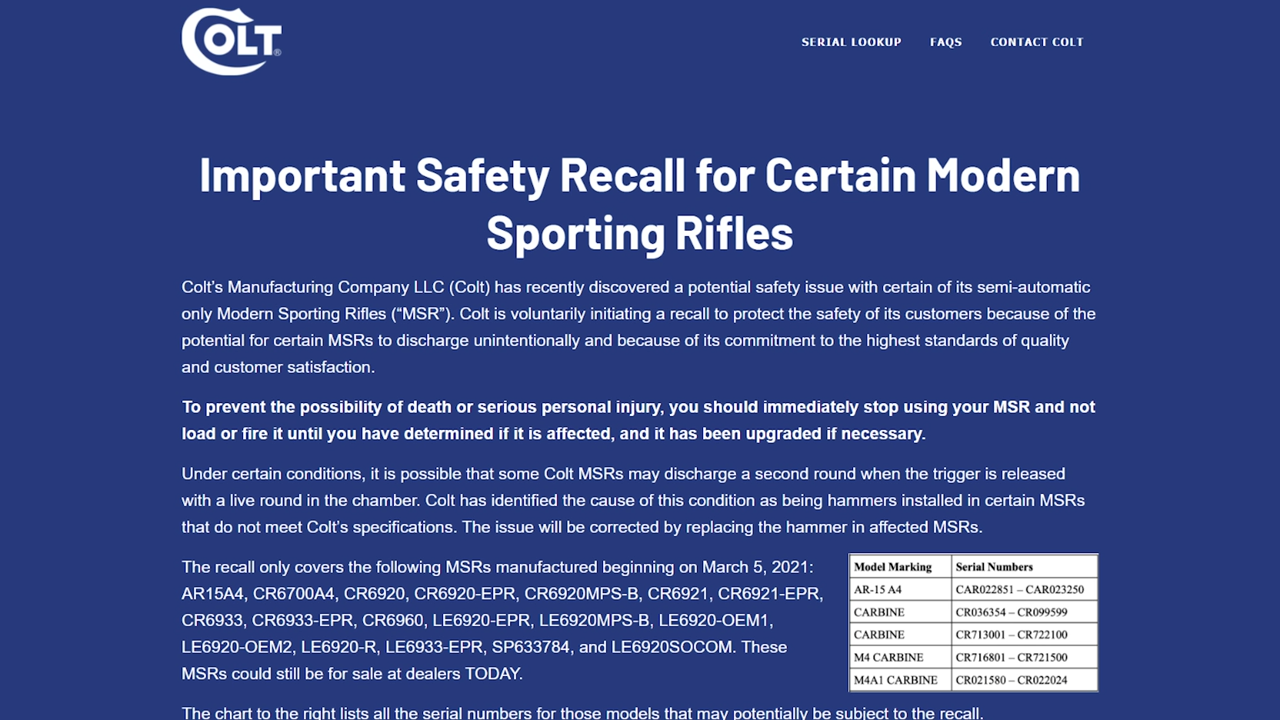 COLT®
SERIAL LOOKUP FAQS CONTACT COLT
Important Safety Recall for Certain Modern
Sporting Rifles
Colt’s Manufacturing Company LLC (Colt) has recently discovered a potential safety issue with certain of its semi-automatic
only Modern Sporting Rifles (“MSR”). Colt is voluntarily initiating a recall to protect the safety of its customers because of the
potential for certain MSRs to discharge unintentionally and because of its commitment to the highest standards of quality
and customer satisfaction.
To prevent the possibility of death or serious personal injury, you should immediately stop using your MSR and not
load or fire it until you have determined if it is affected, and it has been upgraded if necessary.
Under certain conditions, it is possible that some Colt MSRs may discharge a second round when the trigger is released
with a live round in the chamber. Colt has identified the cause of this condition as being hammers installed in certain MSRs
that do not meet Colt’s specifications. The issue will be corrected by replacing the hammer in affected MSRs.
The recall only covers the following MSRs manufactured beginning on March 5, 2021:
AR15A4, CR6700A4, CR6920, CR6920-EPR, CR6920MPS-B, CR6921, CR6921-EPR,
CR6933, CR6933-EPR, CR6960, LE6920-EPR, LE6920MPS-B, LE6920-OEM1,
LE6920-OEM2, LE6920-R, LE6933-EPR, SP633784, and LE6920SOCOM. These
MSRs could still be for sale at dealers TODAY.
Model Marking Serial Numbers
AR-15 A4 CAR022851 – CAR023250
CARBINE CR036354 – CR099599
CARBINE CR713001 – CR722100
M4 CARBINE CR716801 – CR721500
M4A1 CARBINE CR021580 – CR022024
The chart to the right lists all the serial numbers for those models that may potentially be subject to the recall.